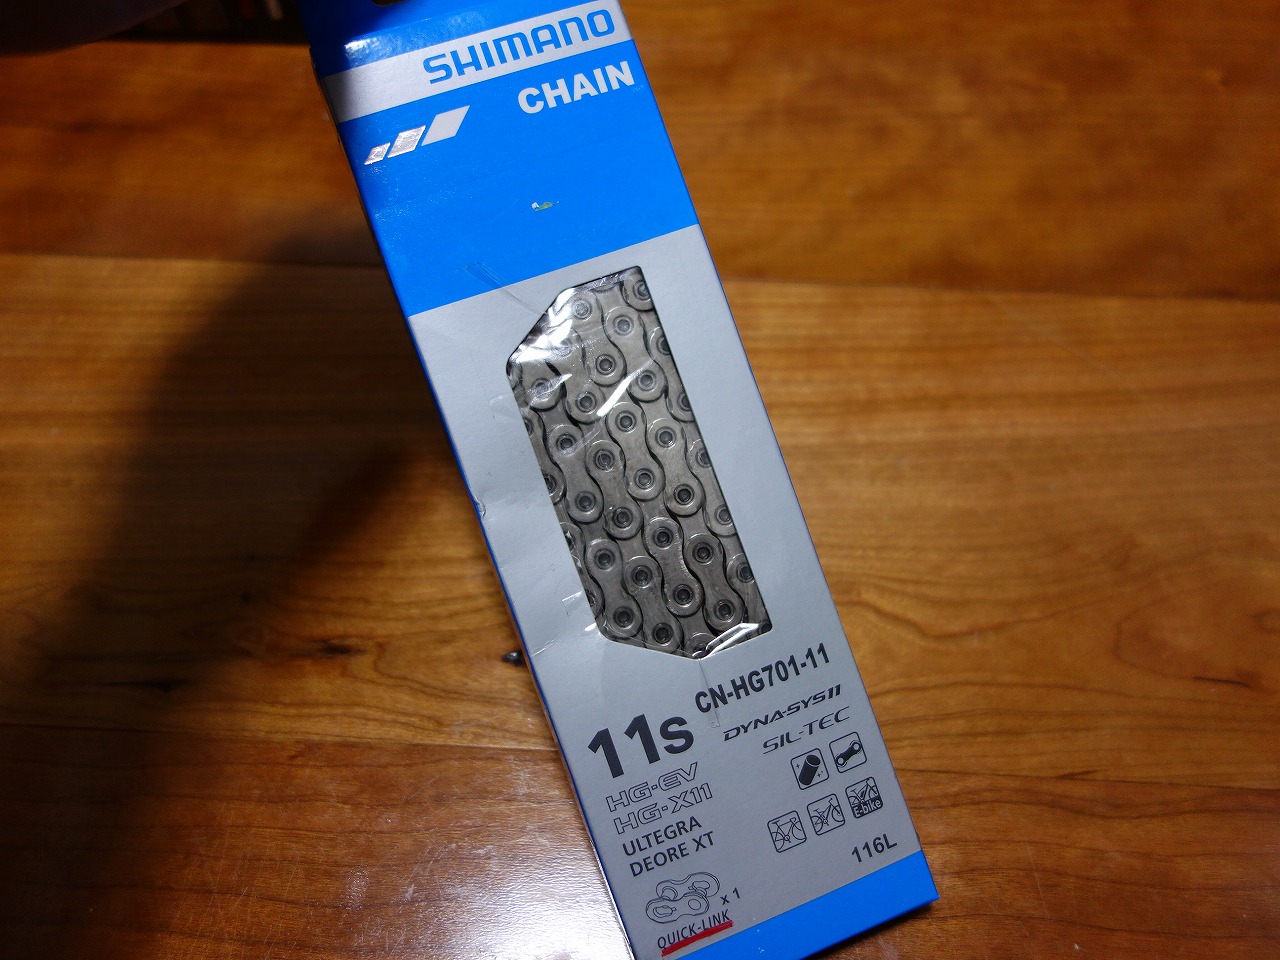 SHIMANO
CHAIN
CN-HG701-11
11s
DYNA-SYS11
SIL-TEC
HG-EV
HG-X11
ULTEGRA
DEORE XT
E-bike
116L
x 1
QUICK-LINK